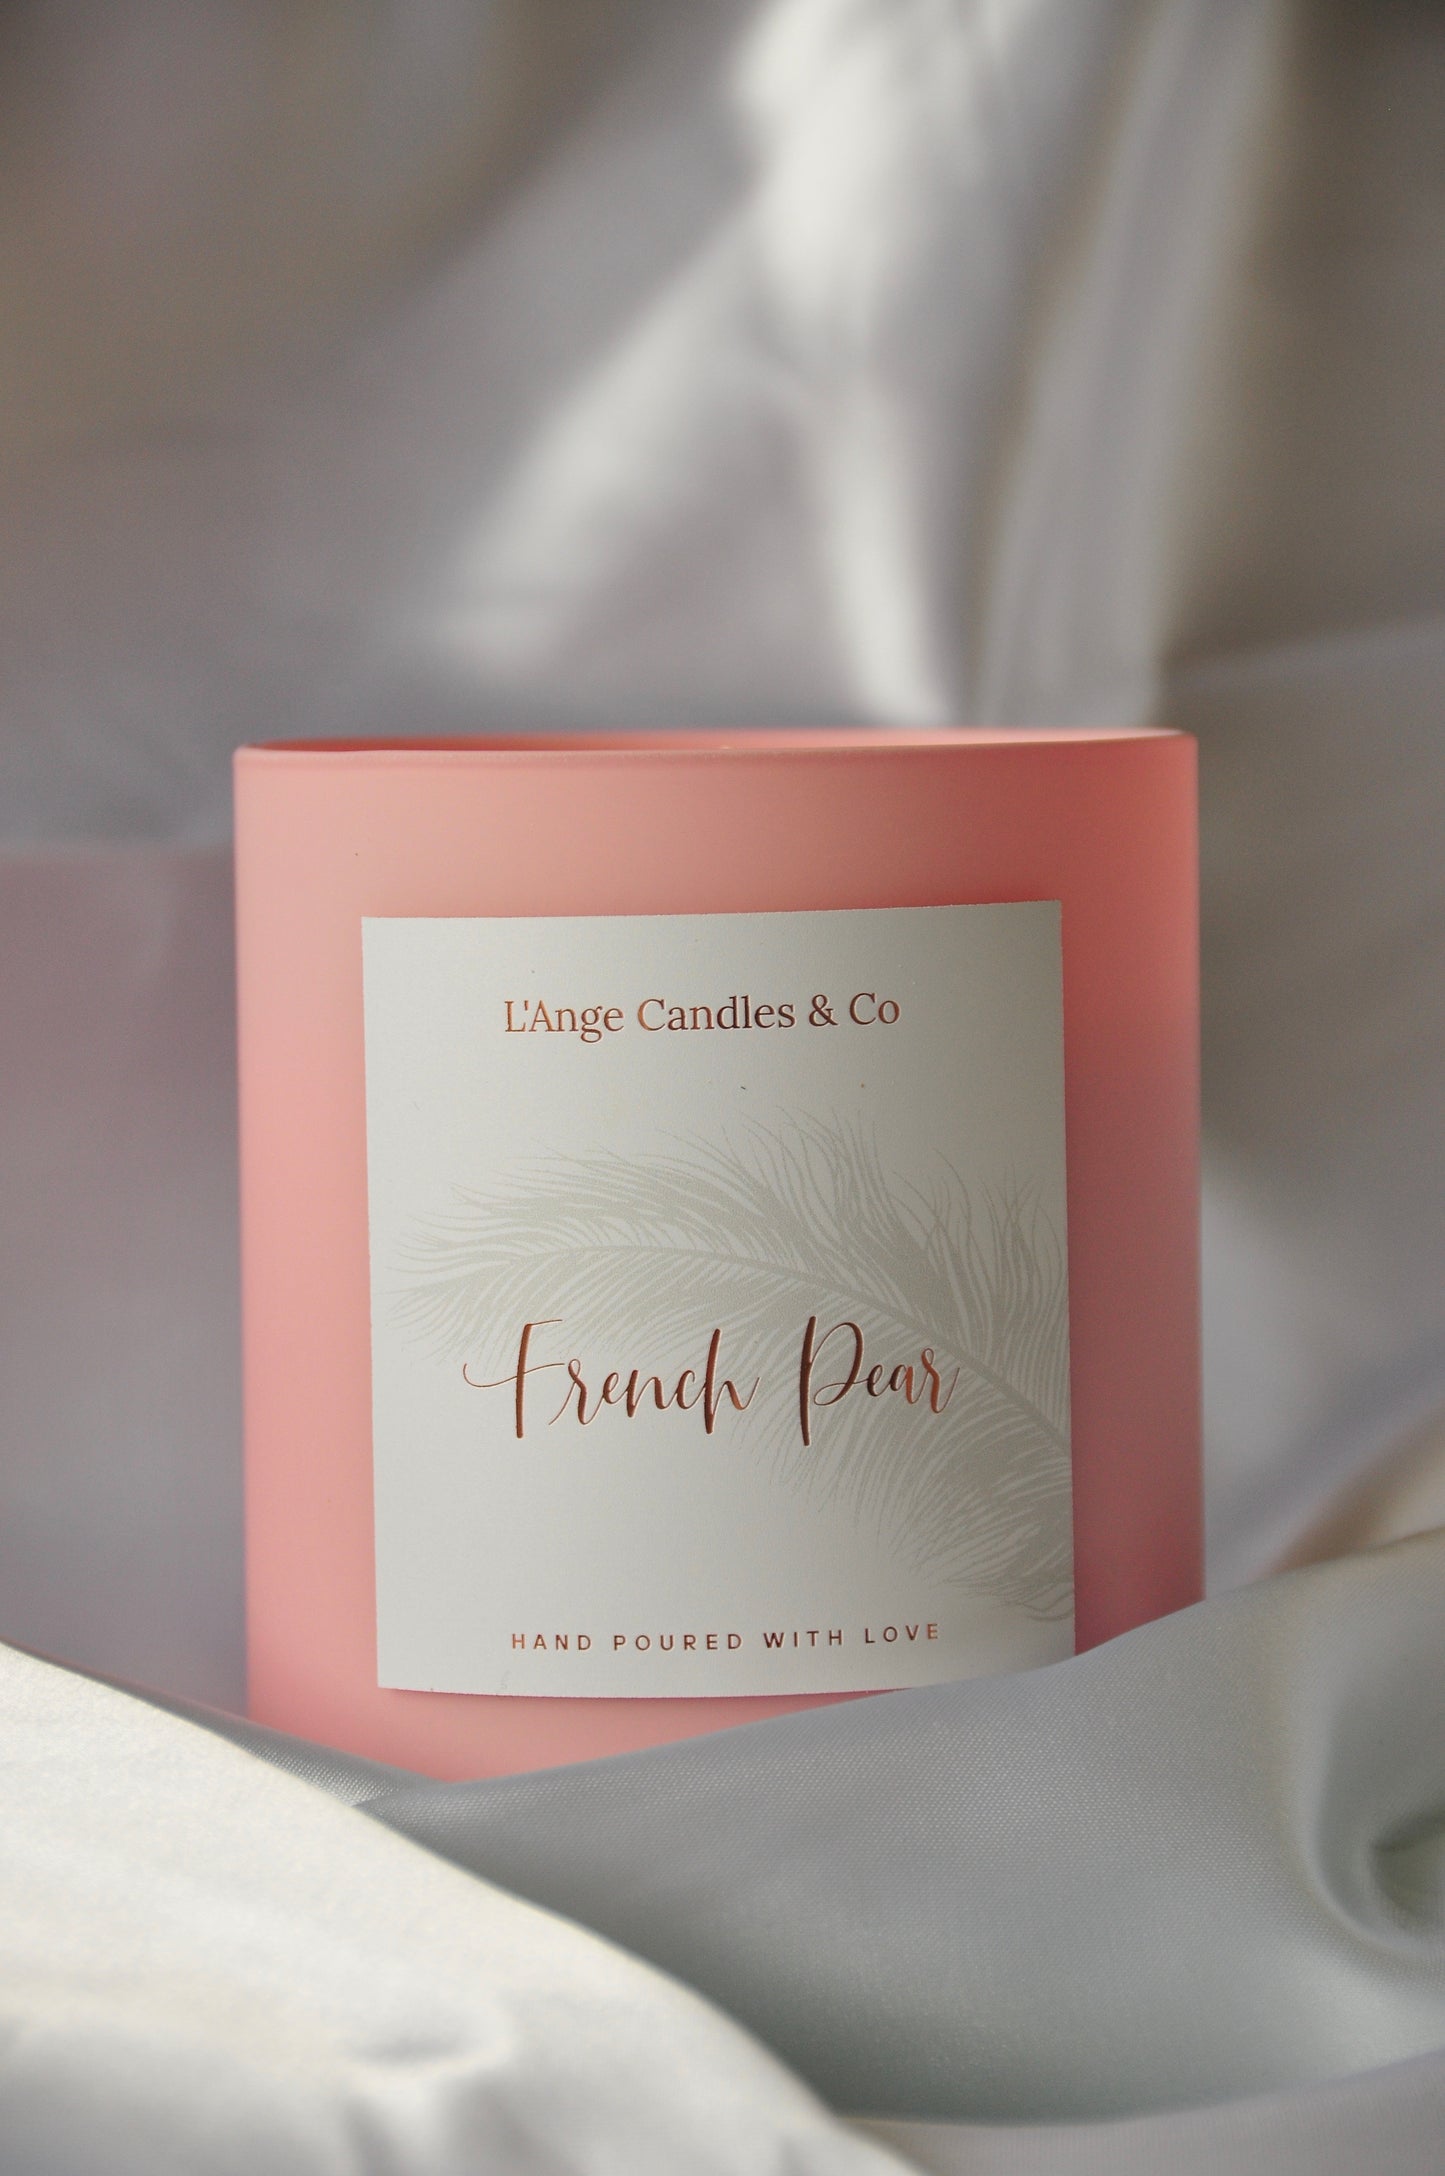 L'Ange Candles & Co
French Pear
HAND POURED WITH LOVE